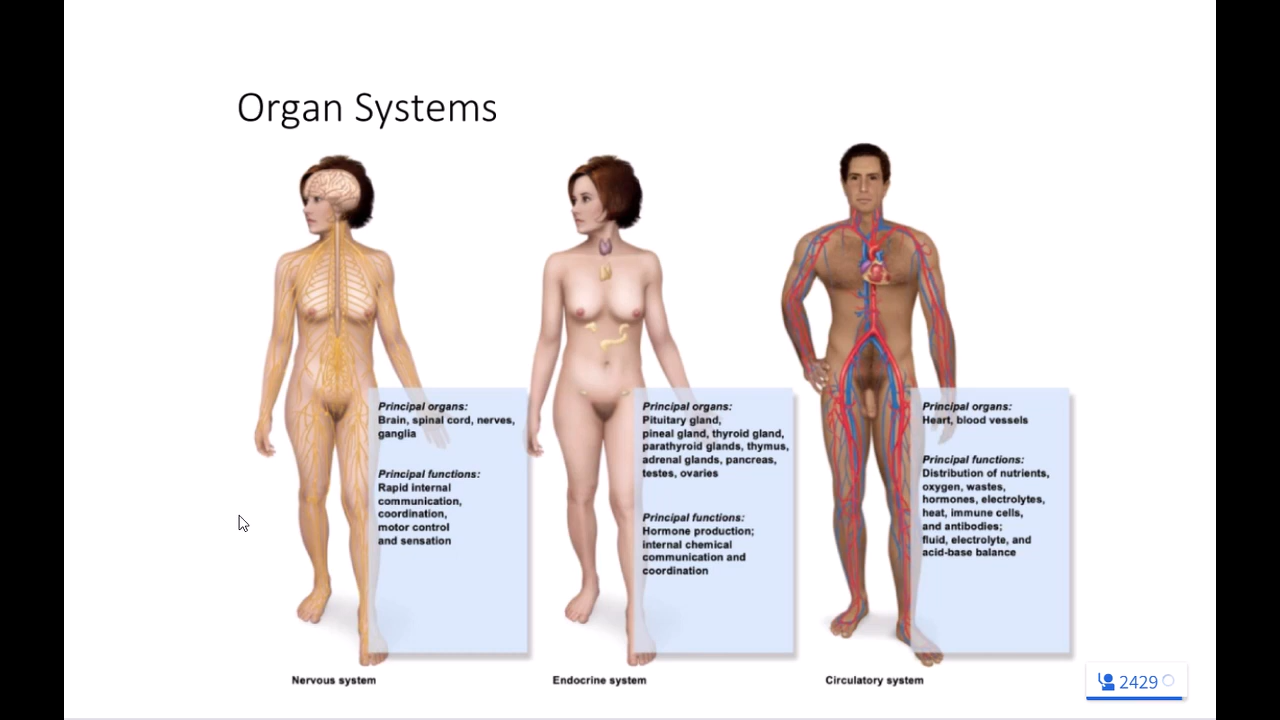 Organ Systems
Principal organs:
Brain, spinal cord, nerves,
ganglia
Principal functions:
Rapid internal
communication,
coordination,
motor control
and sensation
Nervous system
Principal organs:
Pituitary gland,
pineal gland, thyroid gland,
parathyroid glands, thymus,
adrenal glands, pancreas,
testes, ovaries
Principal functions:
Hormone production;
internal chemical
communication and
coordination
Endocrine system
Principal organs:
Heart, blood vessels
Principal functions:
Distribution of nutrients,
oxygen, wastes,
hormones, electrolytes,
heat, immune cells,
and antibodies;
fluid, electrolyte, and
acid-base balance
Circulatory system
2429